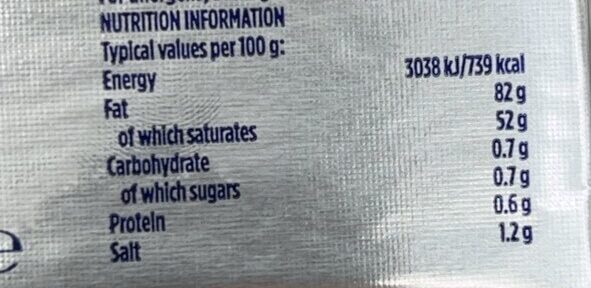 NUTRITION INFORMATION
Typical values per 100 g:
Energy 3038 kJ/739 kcal
Fat 82 g
of which saturates 52 g
Carbohydrate 0.7 g
of which sugars 0.7 g
Protein 0.6 g
Salt 1.2 g
e